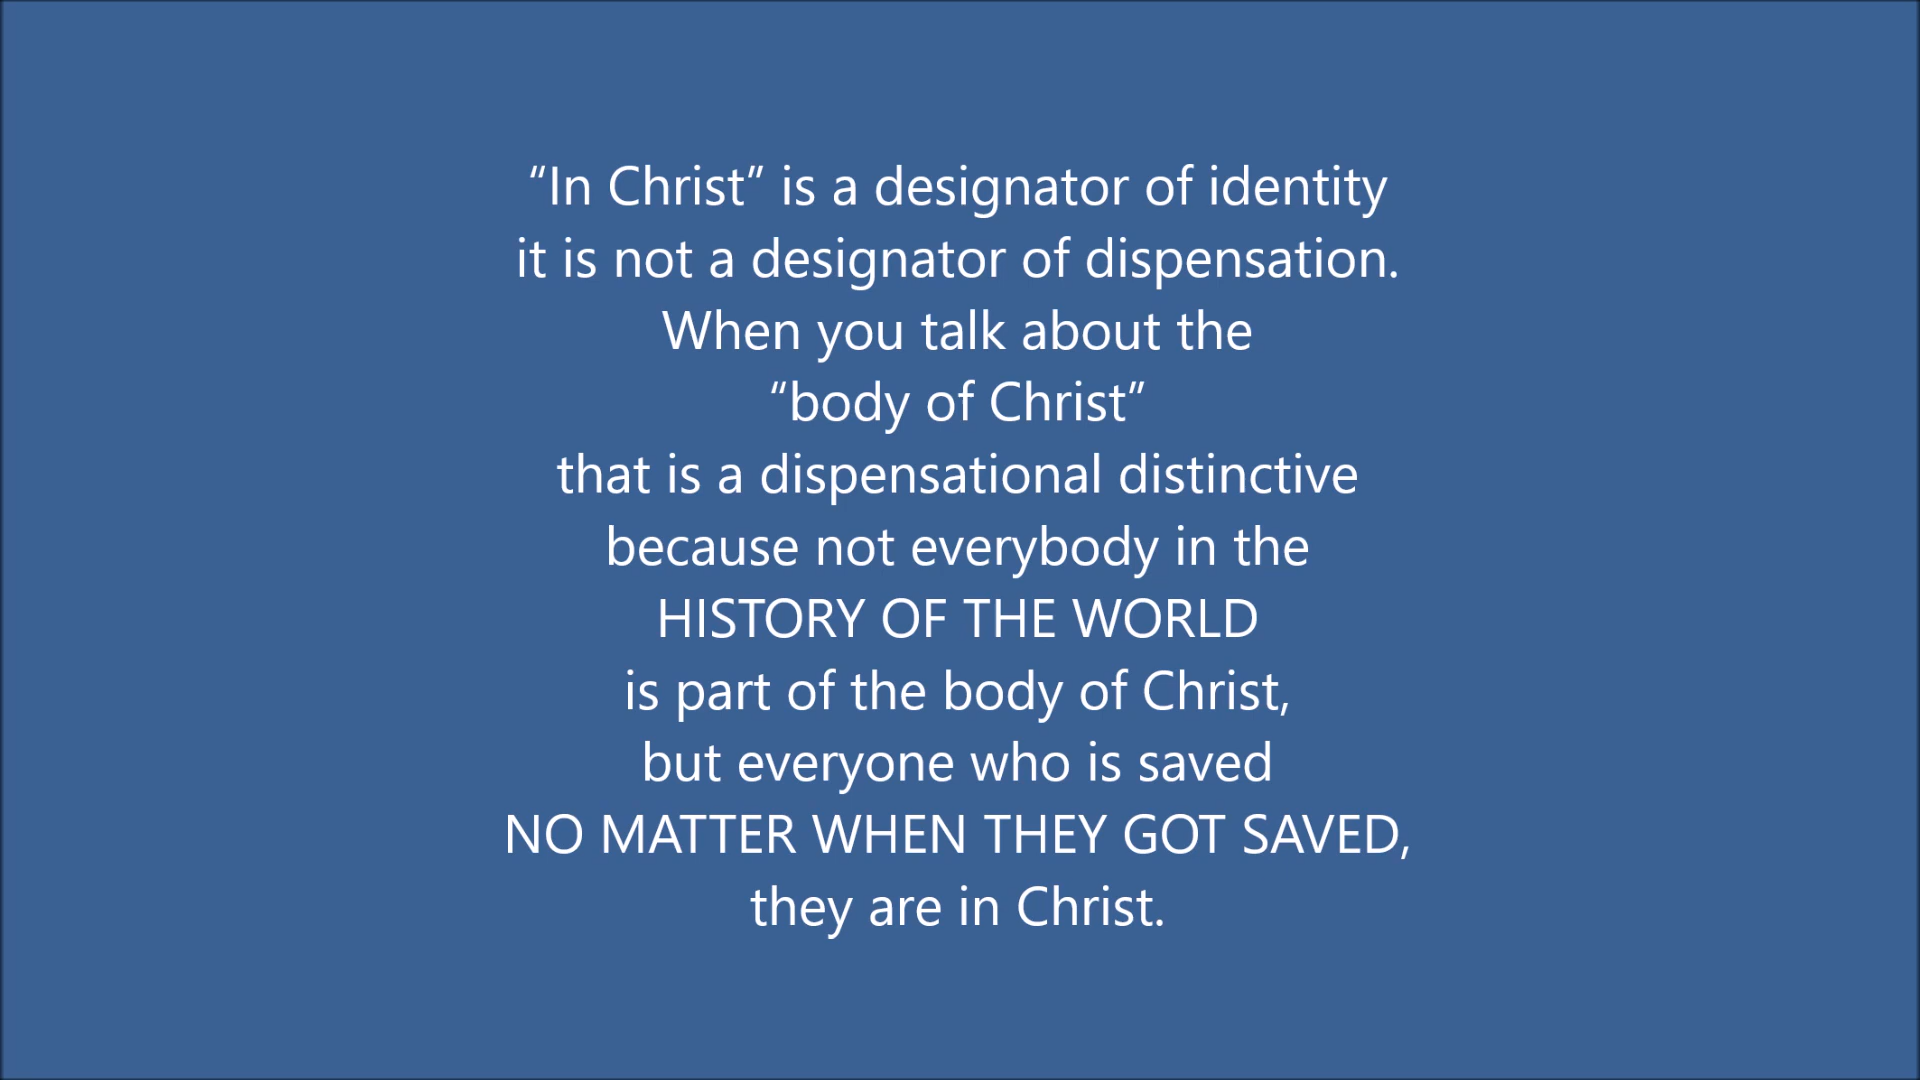 “In Christ” is a designator of identity
it is not a designator of dispensation.
When you talk about the
“body of Christ”
that is a dispensational distinctive
because not everybody in the
HISTORY OF THE WORLD
is part of the body of Christ,
but everyone who is saved
NO MATTER WHEN THEY GOT SAVED,
they are in Christ.